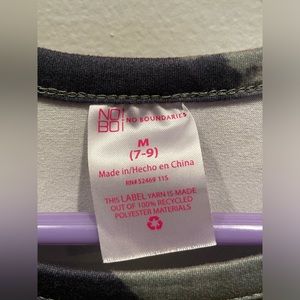 NO!
BO! NO BOUNDARIES
M
(7-9)
Made in/Hecho en China
RN#52469 115
THIS LABEL YARN IS MADE
OUT OF 100% RECYCLED
POLYESTER MATERIALS